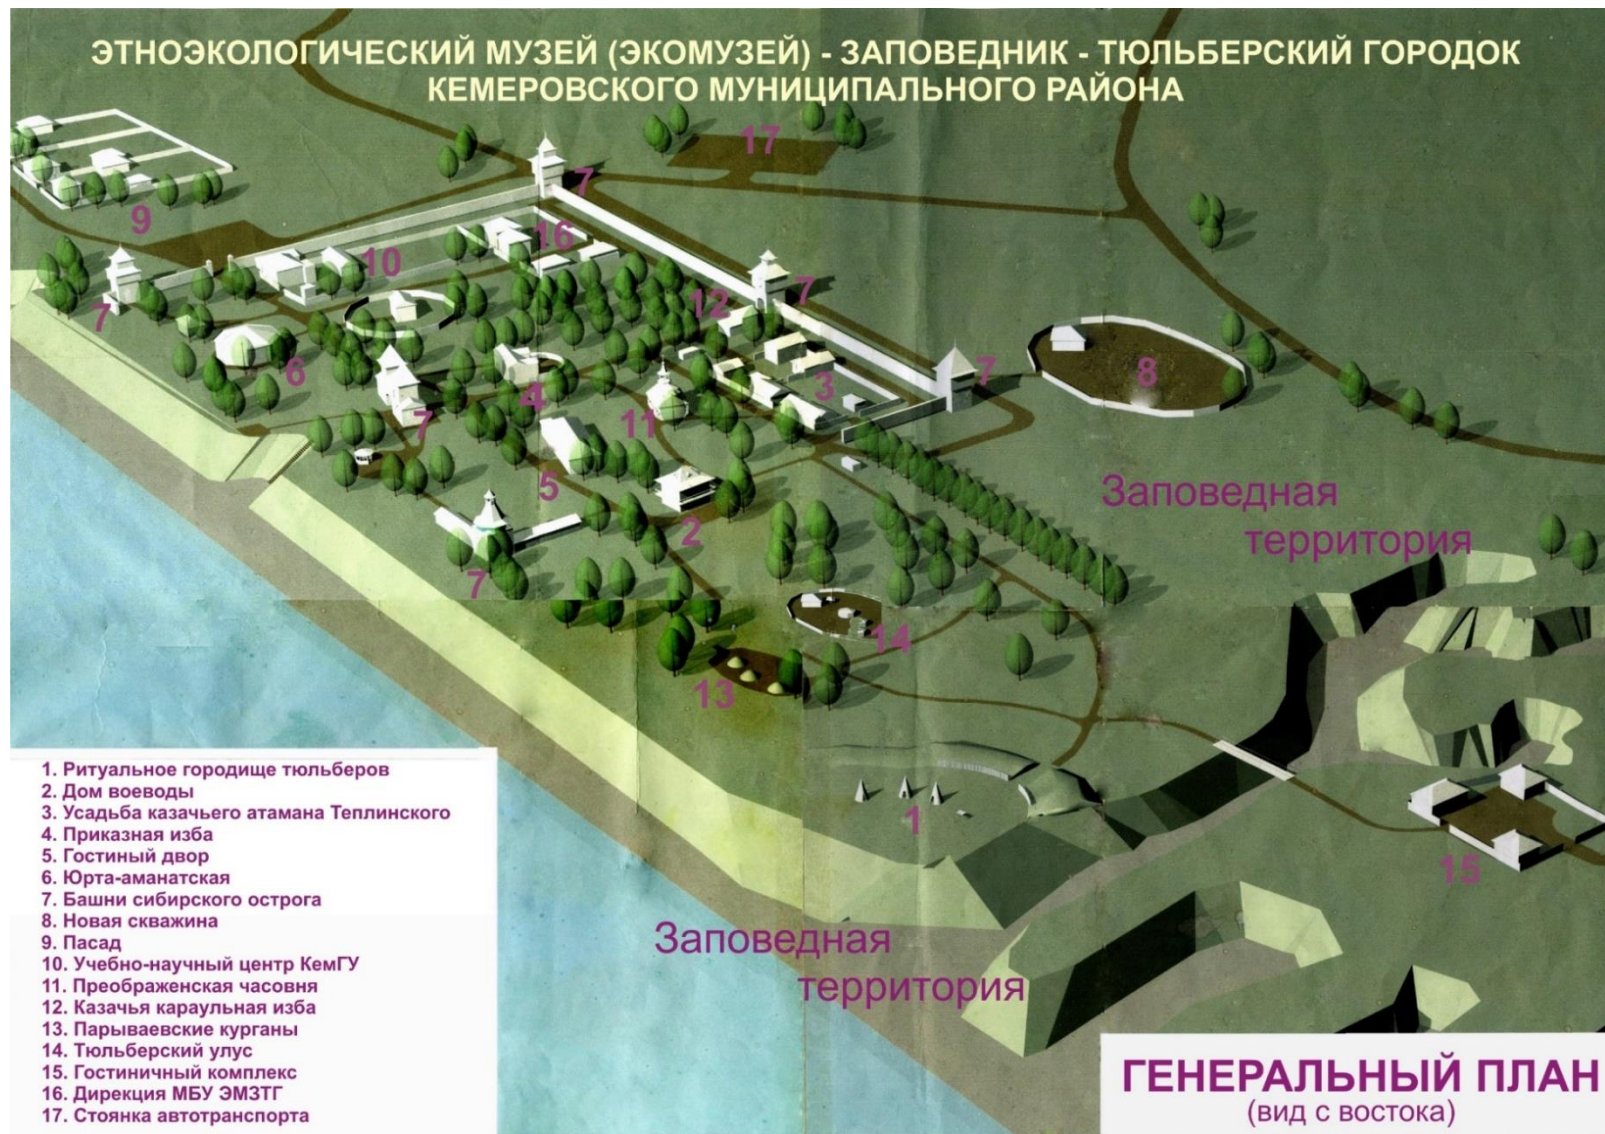 ЭТНОЭКОЛОГИЧЕСКИЙ МУЗЕЙ (ЭКОМУЗЕЙ) - ЗАПОВЕДНИК - ТЮЛЬБЕРСКИЙ ГОРОДОК
КЕМЕРОВСКОГО МУНИЦИПАЛЬНОГО РАЙОНА
17
7
9
16
10
7
7
12
7
8
6
3
4
11
7
5
Заповедная
территория
2
7
14
13
1
15
Заповедная
территория
1. Ритуальное городище тюльберов
2. Дом воеводы
3. Усадьба казачьего атамана Теплинского
4. Приказная изба
5. Гостиный двор
6. Юрта-аманатская
7. Башни сибирского острога
8. Новая скважина
9. Пасад
10. Учебно-научный центр КемГУ
11. Преображенская часовня
12. Казачья караульная изба
13. Парываевские курганы
14. Тюльберский улус
15. Гостиничный комплекс
16. Дирекция МБУ ЭМЗТГ
17. Стоянка автотранспорта
ГЕНЕРАЛЬНЫЙ ПЛАН
(вид с востока)